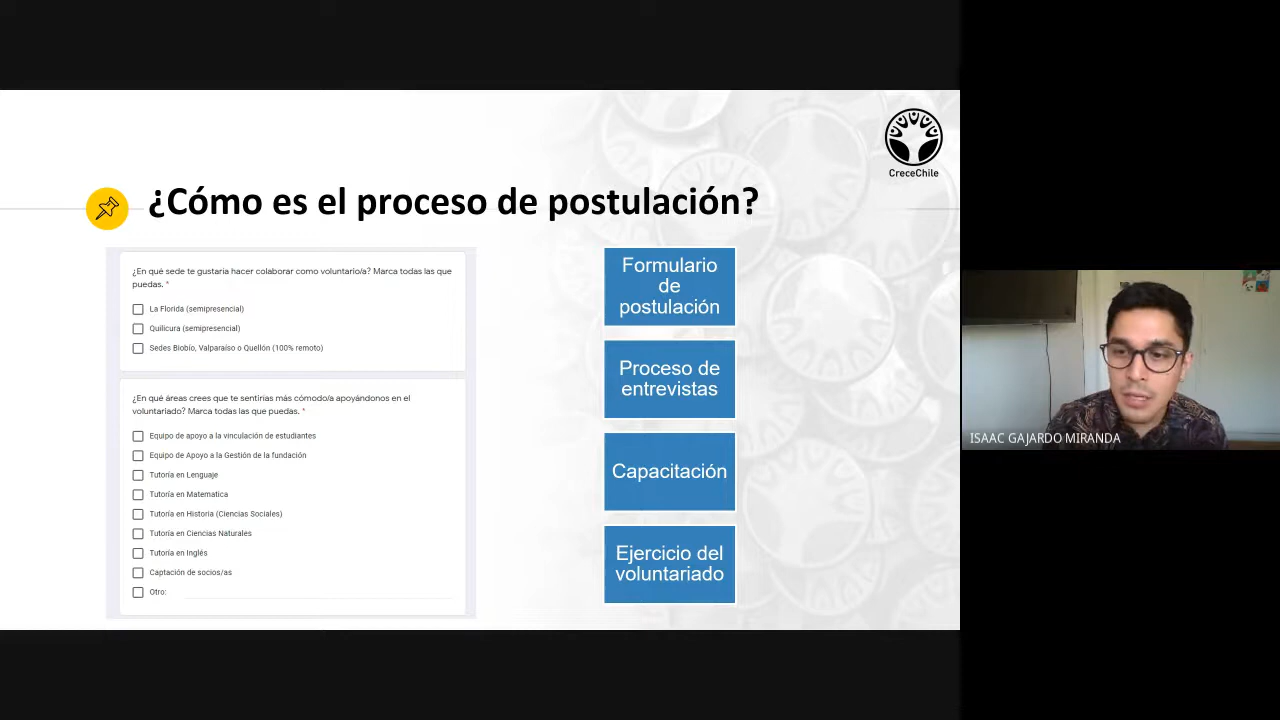 CreceChile
¿Cómo es el proceso de postulación?
¿En qué sede te gustaría hacer colaborar como voluntario/a? Marca todas las que
puedas. *
La Florida (semipresencial)
Quilicura (semipresencial)
Sedes Biobío, Valparaíso o Quellón (100% remoto)
¿En qué áreas crees que te sentirías más cómodo/a apoyándonos en el
voluntariado? Marca todas las que puedas. *
Equipo de apoyo a la vinculación de estudiantes
Equipo de Apoyo a la Gestión de la fundación
Tutoría en Lenguaje
Tutoría en Matematica
Tutoría en Historia (Ciencias Sociales)
Tutoría en Ciencias Naturales
Tutoría en Inglés
Captación de socios/as
Otro:
Formulario
de
postulación
Proceso de
entrevistas
Capacitación
Ejercicio del
voluntariado
ISAAC GAJARDO MIRANDA